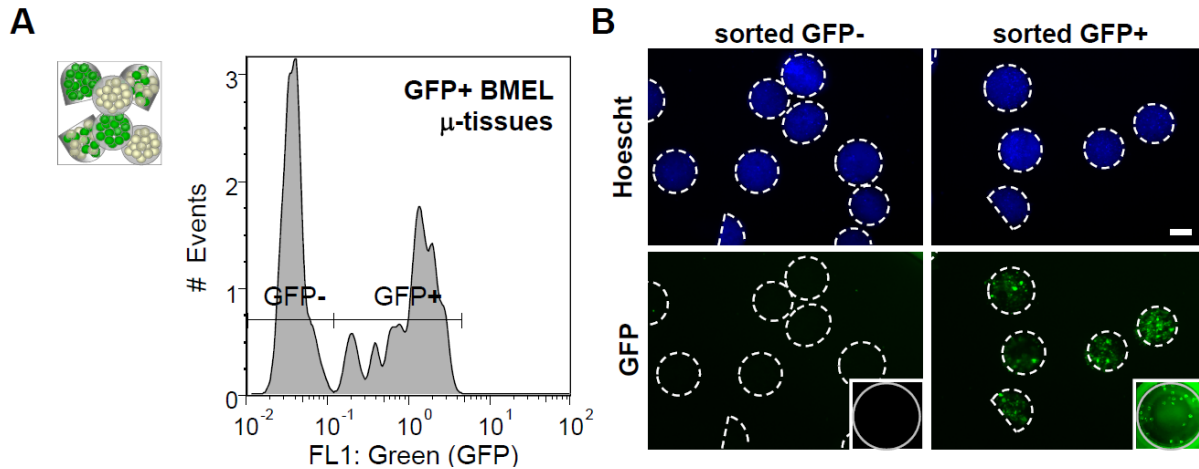 A
GFP+ BMEL
μ-tissues
# Events
3
2
1
0
GFP-
GFP+
10-2
10-1
100
101
102
FL1: Green (GFP)
B
sorted GFP-
sorted GFP+
Hoescht
GFP